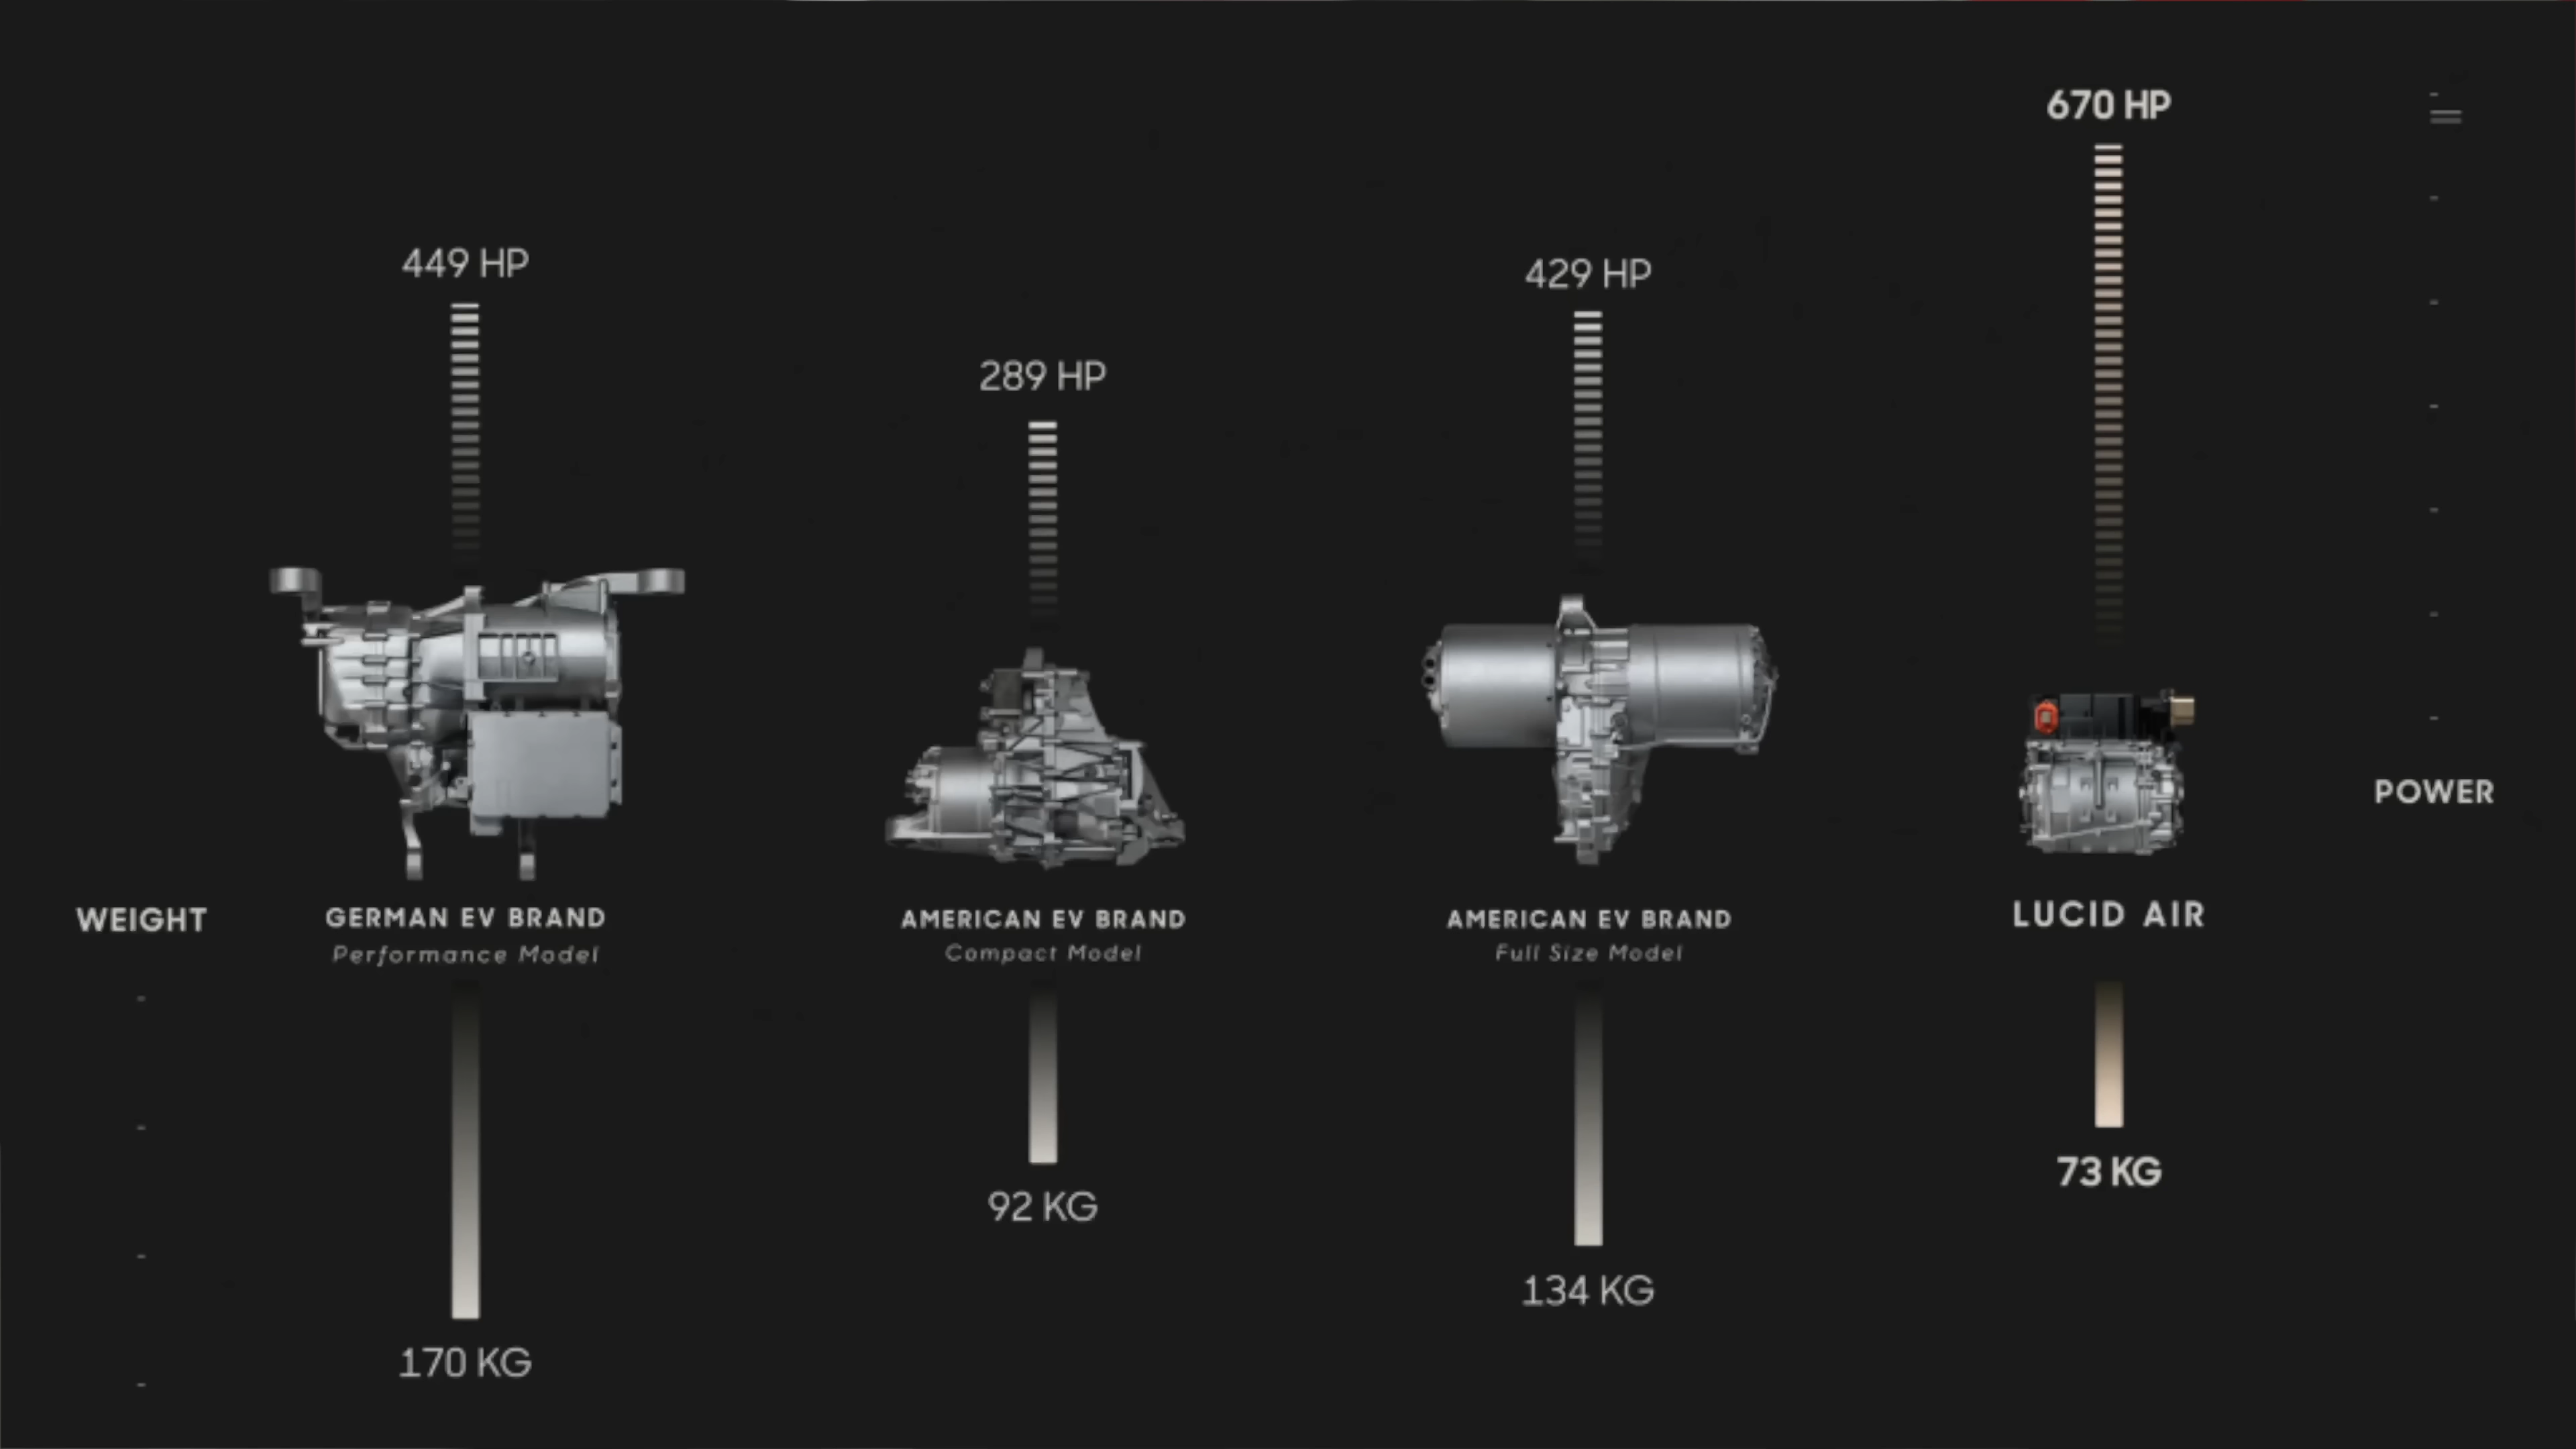 670 HP
449 HP
429 HP
289 HP
POWER
WEIGHT
GERMAN EV BRAND
Performance Model
AMERICAN EV BRAND
Compact Model
AMERICAN EV BRAND
Full Size Model
LUCID AIR
73 KG
92 KG
134 KG
170 KG